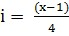 i = (x-1)/4